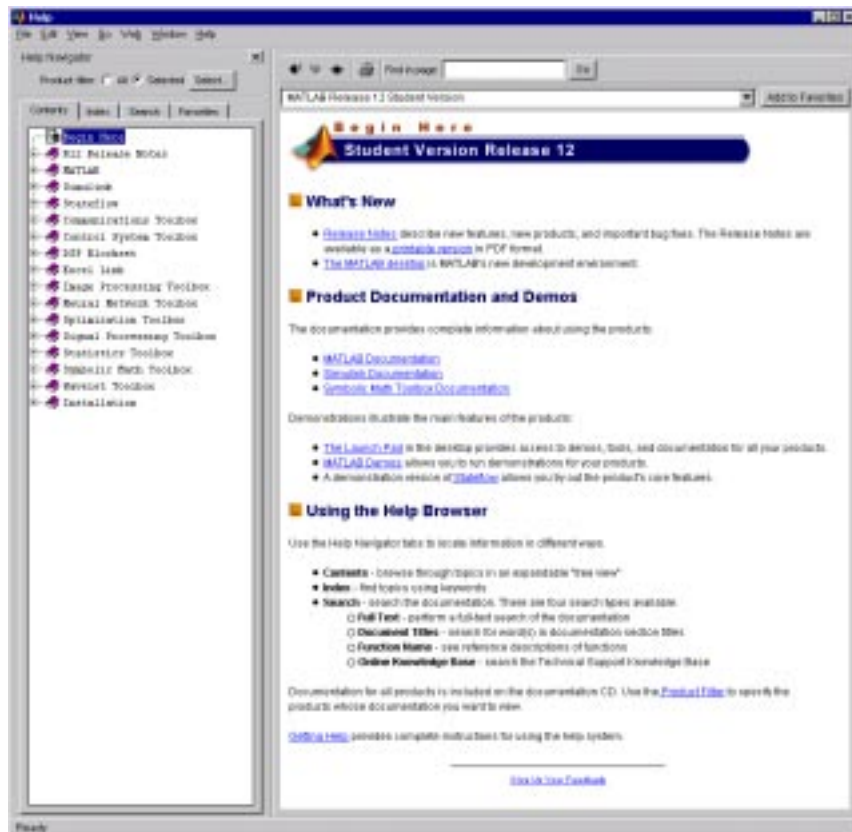 Help
File Edit View Go Web Window Help
Help Navigator
Product filter: All Selected Select...
Contents Index Search Favorites
Begin Here
R12 Release Notes
MATLAB
Simulink
Stateflow
Communications Toolbox
Control System Toolbox
DSP Blockset
Excel Link
Image Processing Toolbox
Neural Network Toolbox
Optimization Toolbox
Signal Processing Toolbox
Statistics Toolbox
Symbolic Math Toolbox
Wavelet Toolbox
Installation
Find in page: Go
MATLAB Release 12 Student Version Add to Favorites
Begin Here
Student Version Release 12
What's New
Release Notes describe new features, new products, and important bug fixes. The Release Notes are
available as a printable version in PDF format.
The MATLAB desktop is MATLAB's new development environment.
Product Documentation and Demos
The documentation provides complete information about using the products:
MATLAB Documentation
Simulink Documentation
Symbolic Math Toolbox Documentation
Demonstrations illustrate the main features of the products:
The Launch Pad in the desktop provides access to demos, tools, and documentation for all your products.
MATLAB Demos allows you to run demonstrations for your products.
A demonstration version of Stateflow allows you try out the product's core features.
Using the Help Browser
Use the Help Navigator tabs to locate information in different ways.
Contents - browse through topics in an expandable "tree view"
Index - find topics using keywords
Search - search the documentation. There are four search types available:
Full Text - perform a full-text search of the documentation
Document Titles - search for word(s) in documentation section titles
Function Name - see reference descriptions of functions
Online Knowledge Base - search the Technical Support Knowledge Base
Documentation for all products is included on the documentation CD. Use the Product Filter to specify the
products whose documentation you want to view.
Getting Help provides complete instructions for using the help system.
Give Us Your Feedback
Ready